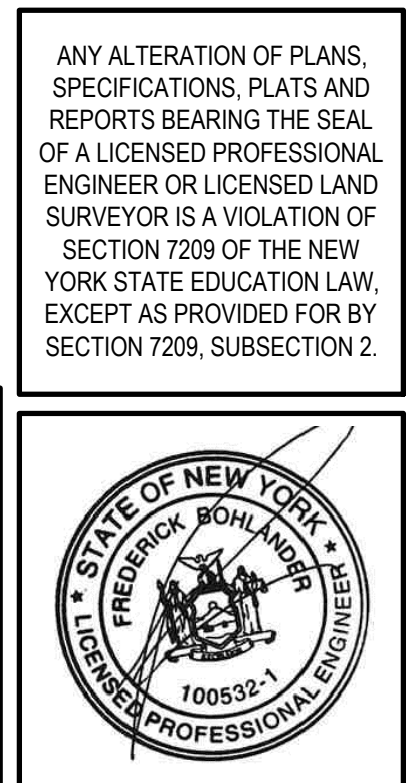 ANY ALTERATION OF PLANS,
SPECIFICATIONS, PLATS AND
REPORTS BEARING THE SEAL
OF A LICENSED PROFESSIONAL
ENGINEER OR LICENSED LAND
SURVEYOR IS A VIOLATION OF
SECTION 7209 OF THE NEW
YORK STATE EDUCATION LAW,
EXCEPT AS PROVIDED FOR BY
SECTION 7209, SUBSECTION 2.
★ STATE OF NEW YORK ★
FREDERICK BOHLANDER
100532-1
LICENSED PROFESSIONAL ENGINEER